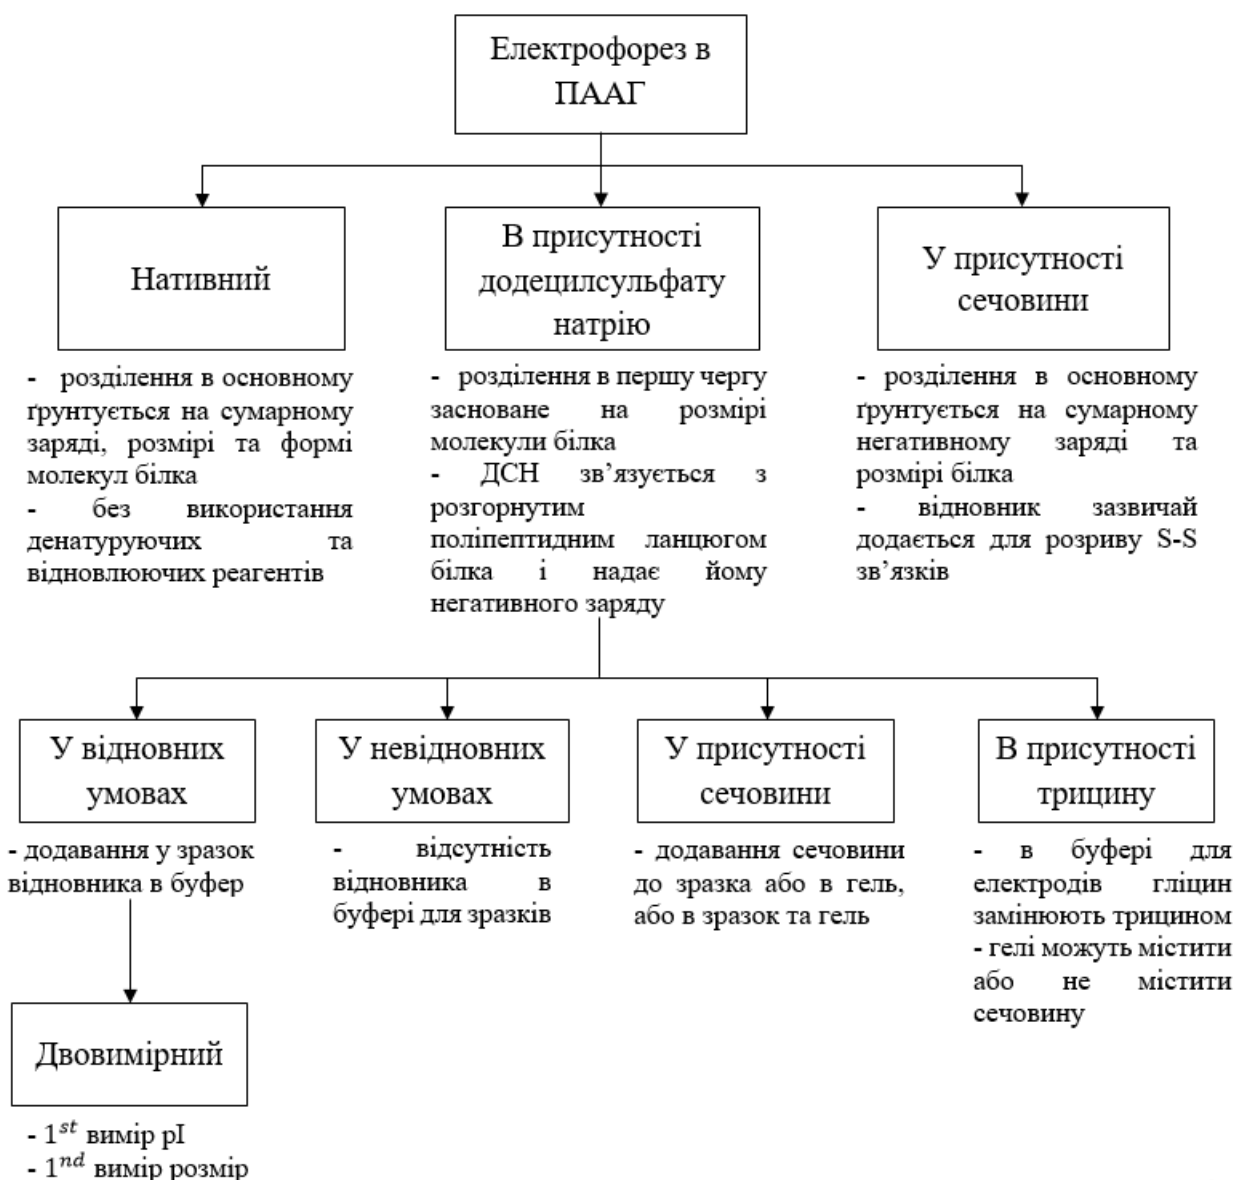 Електрофорез в
ПААГ
Нативний
- розділення в основному
ґрунтується на сумарному
заряді, розмірі та формі
молекул білка
- без використання
денатуруючих та
відновлюючих реагентів
В присутності
додецилсульфату
натрію
- розділення в першу чергу
засноване на розмірі
молекули білка
- ДСН зв’язується з
розгорнутим
поліпептидним ланцюгом
білка і надає йому
негативного заряду
У присутності
сечовини
- розділення в основному
ґрунтується на сумарному
негативному заряді та
розмірі білка
- відновник зазвичай
додається для розриву S-S
зв’язків
У відновних
умовах
- додавання у зразок
відновника в буфер
У невідновних
умовах
- відсутність
відновника в
буфері для зразків
У присутності
сечовини
- додавання сечовини
до зразка або в гель,
або в зразок та гель
В присутності
трицину
- в буфері для
електродів гліцин
замінюють трицином
- гелі можуть містити
або не містити
сечовину
Двовимірний
- 1st вимір pI
- 1nd вимір розмір